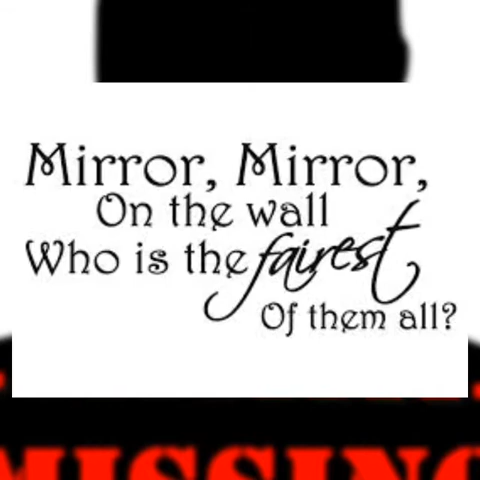 Mirror, Mirror,
On the wall
Who is the fairest
Of them all?
MISSING